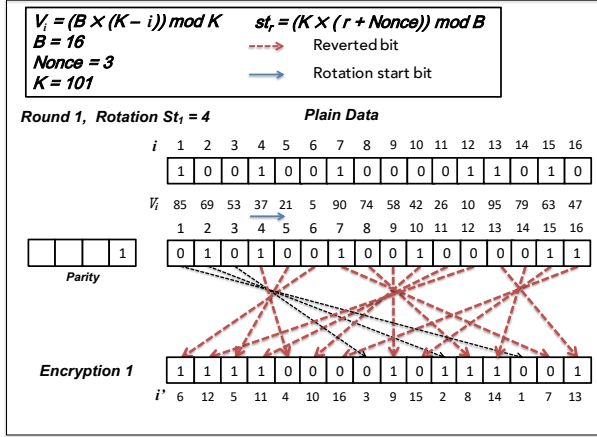 V_i = (B × (K – i)) mod K st_r = (K × ( r + Nonce)) mod B
B = 16 Reverted bit
Nonce = 3 Rotation start bit
K = 101
Round 1, Rotation St₁ = 4 Plain Data
i 1 2 3 4 5 6 7 8 9 10 11 12 13 14 15 16
1 0 0 1 0 0 1 0 0 0 0 1 1 0 1 0
V_i 85 69 53 37 21 5 90 74 58 42 26 10 95 79 63 47
1 2 3 4 5 6 7 8 9 10 11 12 13 14 15 16
1 0 1 0 1 0 0 1 0 0 1 0 0 0 0 1 1
Parity
Encryption 1 1 1 1 1 0 0 0 0 1 0 1 1 1 0 0 1
i' 6 12 5 11 4 10 16 3 9 15 2 8 14 1 7 13